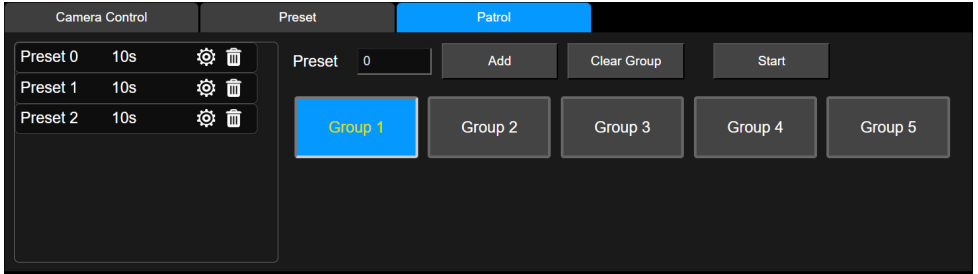 Camera Control Preset Patrol
Preset 0 10s
Preset 1 10s
Preset 2 10s
Preset 0 Add Clear Group Start
Group 1 Group 2 Group 3 Group 4 Group 5